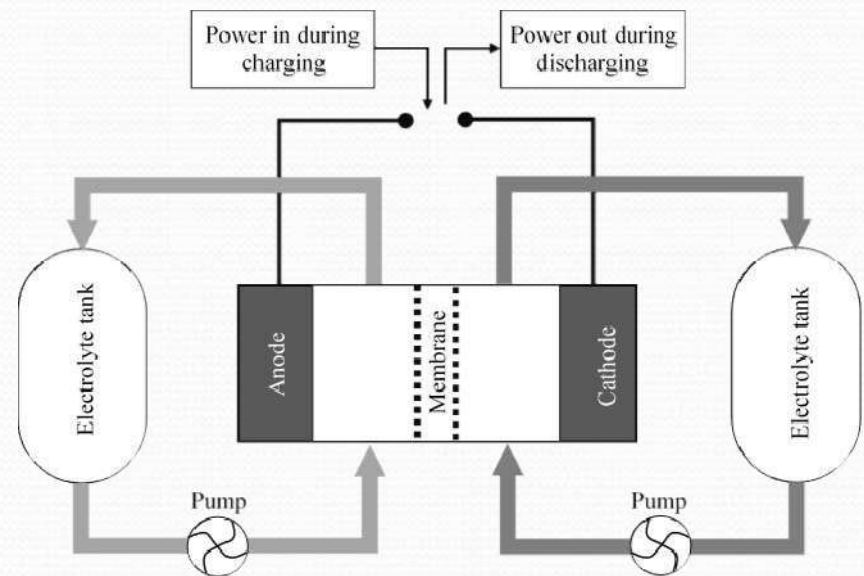 Power in during
charging
Power out during
discharging
Electrolyte tank
Anode
Membrane
Cathode
Electrolyte tank
Pump
Pump